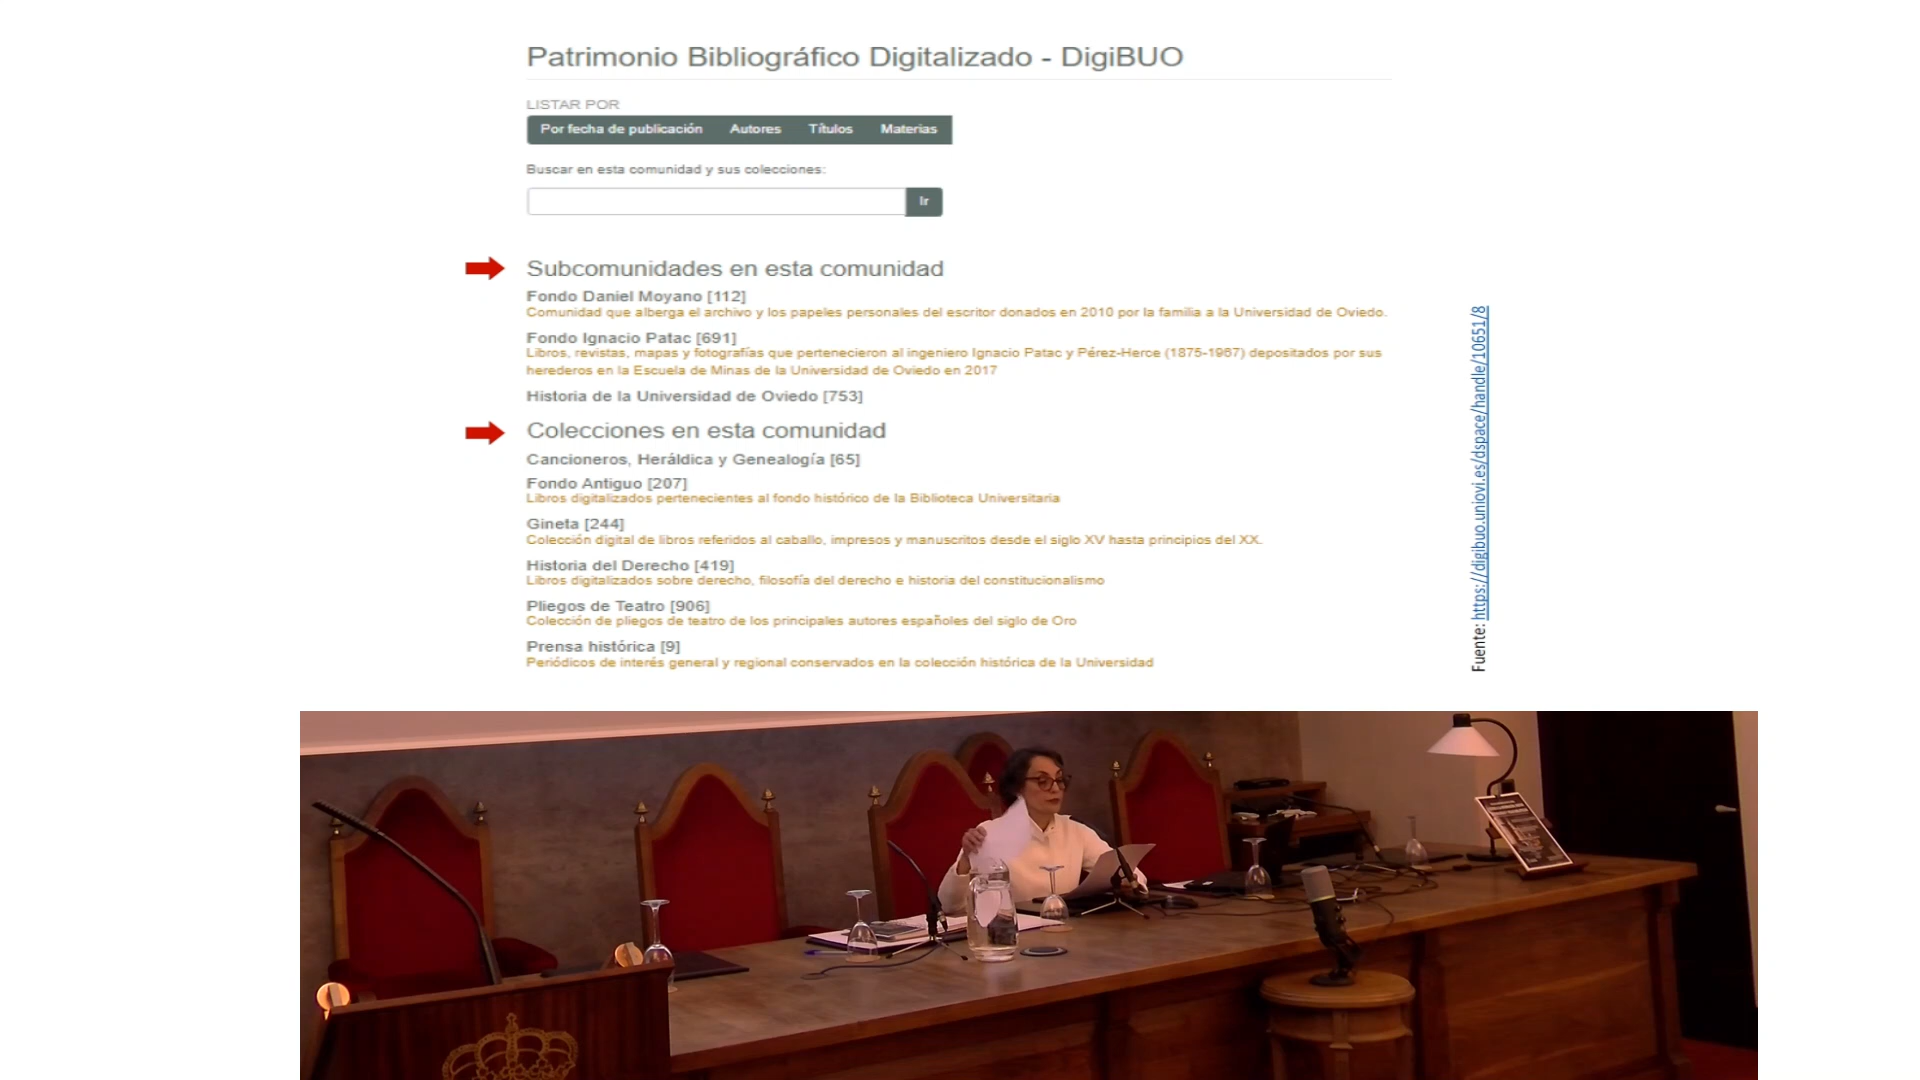 Patrimonio Bibliográfico Digitalizado - DigiBUO
LISTAR POR
Por fecha de publicación Autores Títulos Materias
Buscar en esta comunidad y sus colecciones:
Ir
Subcomunidades en esta comunidad
Fondo Daniel Moyano [112]
Comunidad que alberga el archivo y los papeles personales del escritor donados en 2010 por la familia a la Universidad de Oviedo.
Fondo Ignacio Patac [691]
Libros, revistas, mapas y fotografías que pertenecieron al ingeniero Ignacio Patac y Pérez-Herce (1875-1967) depositados por sus
herederos en la Escuela de Minas de la Universidad de Oviedo en 2017
Historia de la Universidad de Oviedo [753]
Colecciones en esta comunidad
Cancioneros, Heráldica y Genealogía [65]
Fondo Antiguo [207]
Libros digitalizados pertenecientes al fondo histórico de la Biblioteca Universitaria
Gineta [244]
Colección digital de libros referidos al caballo, impresos y manuscritos desde el siglo XV hasta principios del XX.
Historia del Derecho [419]
Libros digitalizados sobre derecho, filosofía del derecho e historia del constitucionalismo
Pliegos de Teatro [906]
Colección de pliegos de teatro de los principales autores españoles del siglo de Oro
Prensa histórica [9]
Periódicos de interés general y regional conservados en la colección histórica de la Universidad
Fuente: https://digibuo.uniovi.es/dspace/handle/10651/8